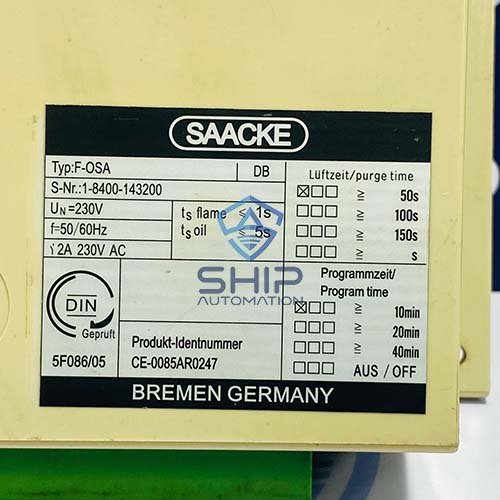 SAACKE
Typ:F-OSA DB
S-Nr.:1-8400-143200
UN=230V
f=50/60Hz
2A 230V AC
ts flame ≤ 1s
ts oil ≤ 5s
Lüftzeit/purge time
☒☐☐ ≥ 50s
☐☐☐ ≥ 100s
☐☐☐ ≥ 150s
☐☐☐ ≥ s
SHIP
AUTOMATION
DIN
Geprüft
5F086/05
Produkt-Identnummer
CE-0085AR0247
Programmzeit/
Program time
☒☐☐ ≥ 10min
☐☐☐ ≥ 20min
☐☐☐ ≥ 40min
☐☐☐ AUS / OFF
BREMEN GERMANY